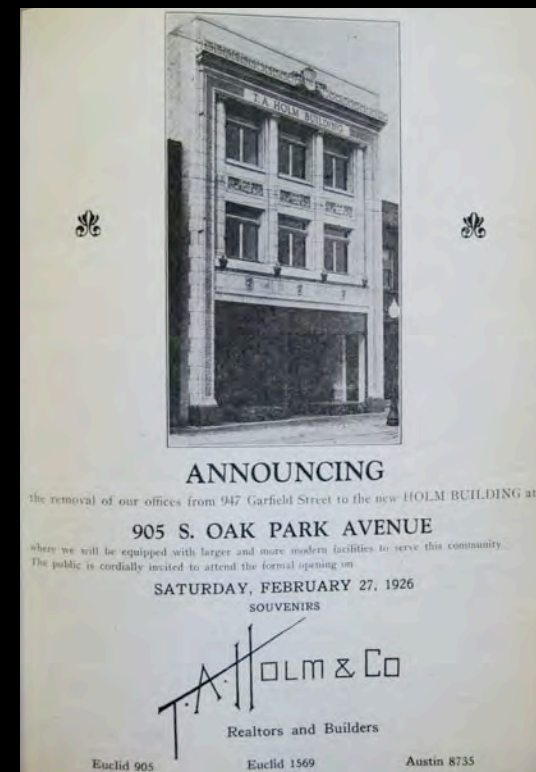 T. A. HOLM BUILDING
ANNOUNCING
the removal of our offices from 947 Garfield Street to the new HOLM BUILDING at
905 S. OAK PARK AVENUE
where we will be equipped with larger and more modern facilities to serve this community.
The public is cordially invited to attend the formal opening on
SATURDAY, FEBRUARY 27, 1926
SOUVENIRS
T. A. HOLM & Co
Realtors and Builders
Euclid 905 Euclid 1569 Austin 8735